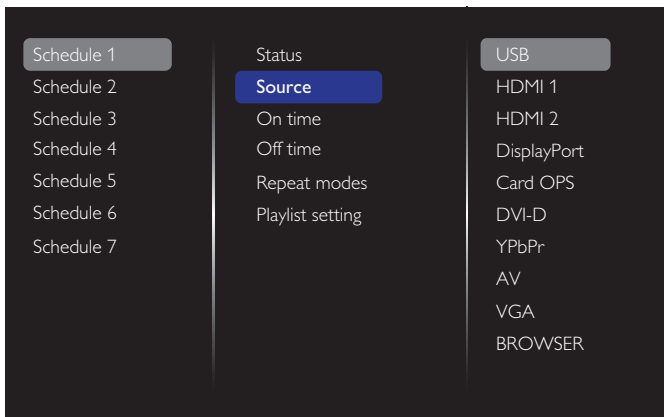 Schedule 1
Schedule 2
Schedule 3
Schedule 4
Schedule 5
Schedule 6
Schedule 7
Status
Source
On time
Off time
Repeat modes
Playlist setting
USB
HDMI 1
HDMI 2
DisplayPort
Card OPS
DVI-D
YPbPr
AV
VGA
BROWSER